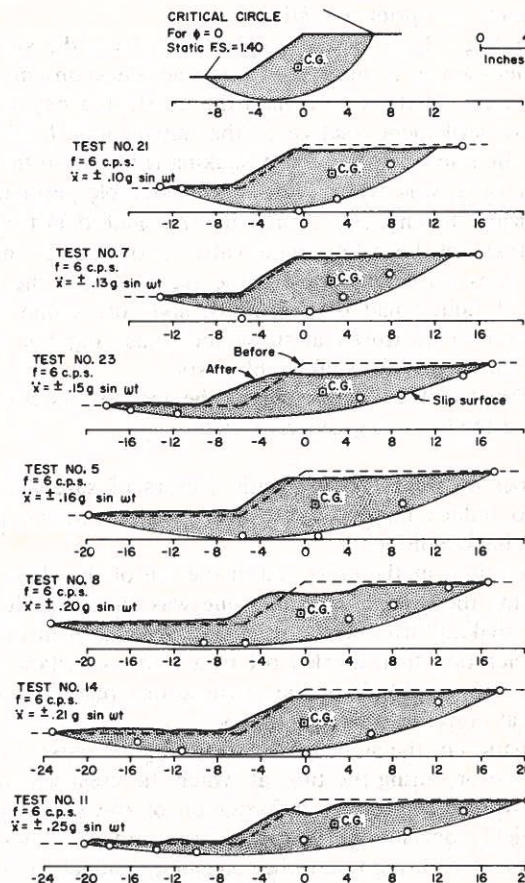 CRITICAL CIRCLE
For φ = 0
Static F.S. = 1.40
C.G.
0 4
Inches
TEST NO. 21
f = 6 c.p.s.
ẍ = ± .10g sin ωt
C.G.
-12 -8 -4 0 4 8 12 16
TEST NO. 7
f = 6 c.p.s.
ẍ = ± .13g sin ωt
C.G.
-12 -8 -4 0 4 8 12 16
TEST NO. 23
f = 6 c.p.s.
ẍ = ± .15g sin ωt
Before
After
C.G.
Slip surface
-16 -12 -8 -4 0 4 8 12 16
TEST NO. 5
f = 6 c.p.s.
ẍ = ± .16g sin ωt
C.G.
-20 -16 -12 -8 -4 0 4 8 12 16
TEST NO. 8
f = 6 c.p.s.
ẍ = ± .20g sin ωt
C.G.
-20 -16 -12 -8 -4 0 4 8 12 16
TEST NO. 14
f = 6 c.p.s.
ẍ = ± .21g sin ωt
C.G.
-24 -20 -16 -12 -8 -4 0 4 8 12 16 20
TEST NO. 11
f = 6 c.p.s.
ẍ = ± .25g sin ωt
C.G.
-24 -20 -16 -12 -8 -4 0 4 8 12 16 20